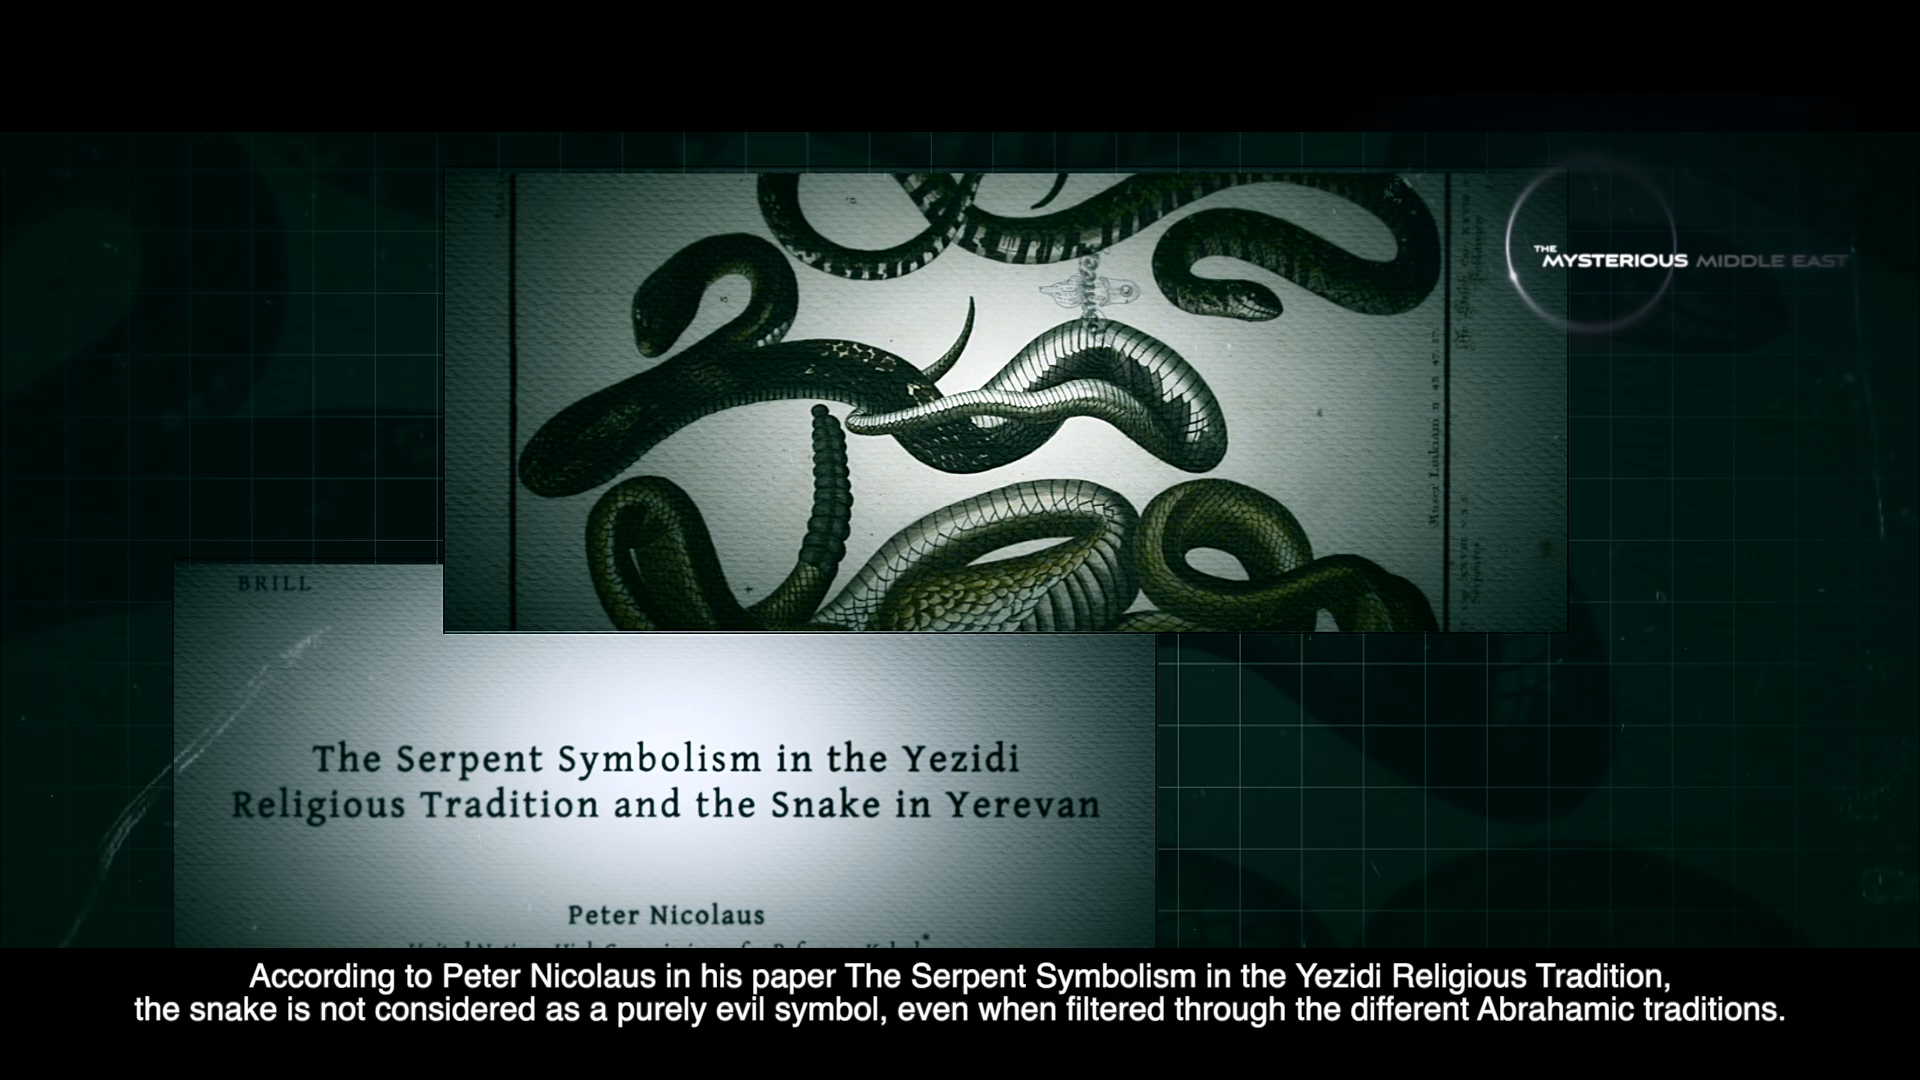 THE
MYSTERIOUS MIDDLE EAST
BRILL
The Serpent Symbolism in the Yezidi
Religious Tradition and the Snake in Yerevan
Peter Nicolaus
According to Peter Nicolaus in his paper The Serpent Symbolism in the Yezidi Religious Tradition,
the snake is not considered as a purely evil symbol, even when filtered through the different Abrahamic traditions.